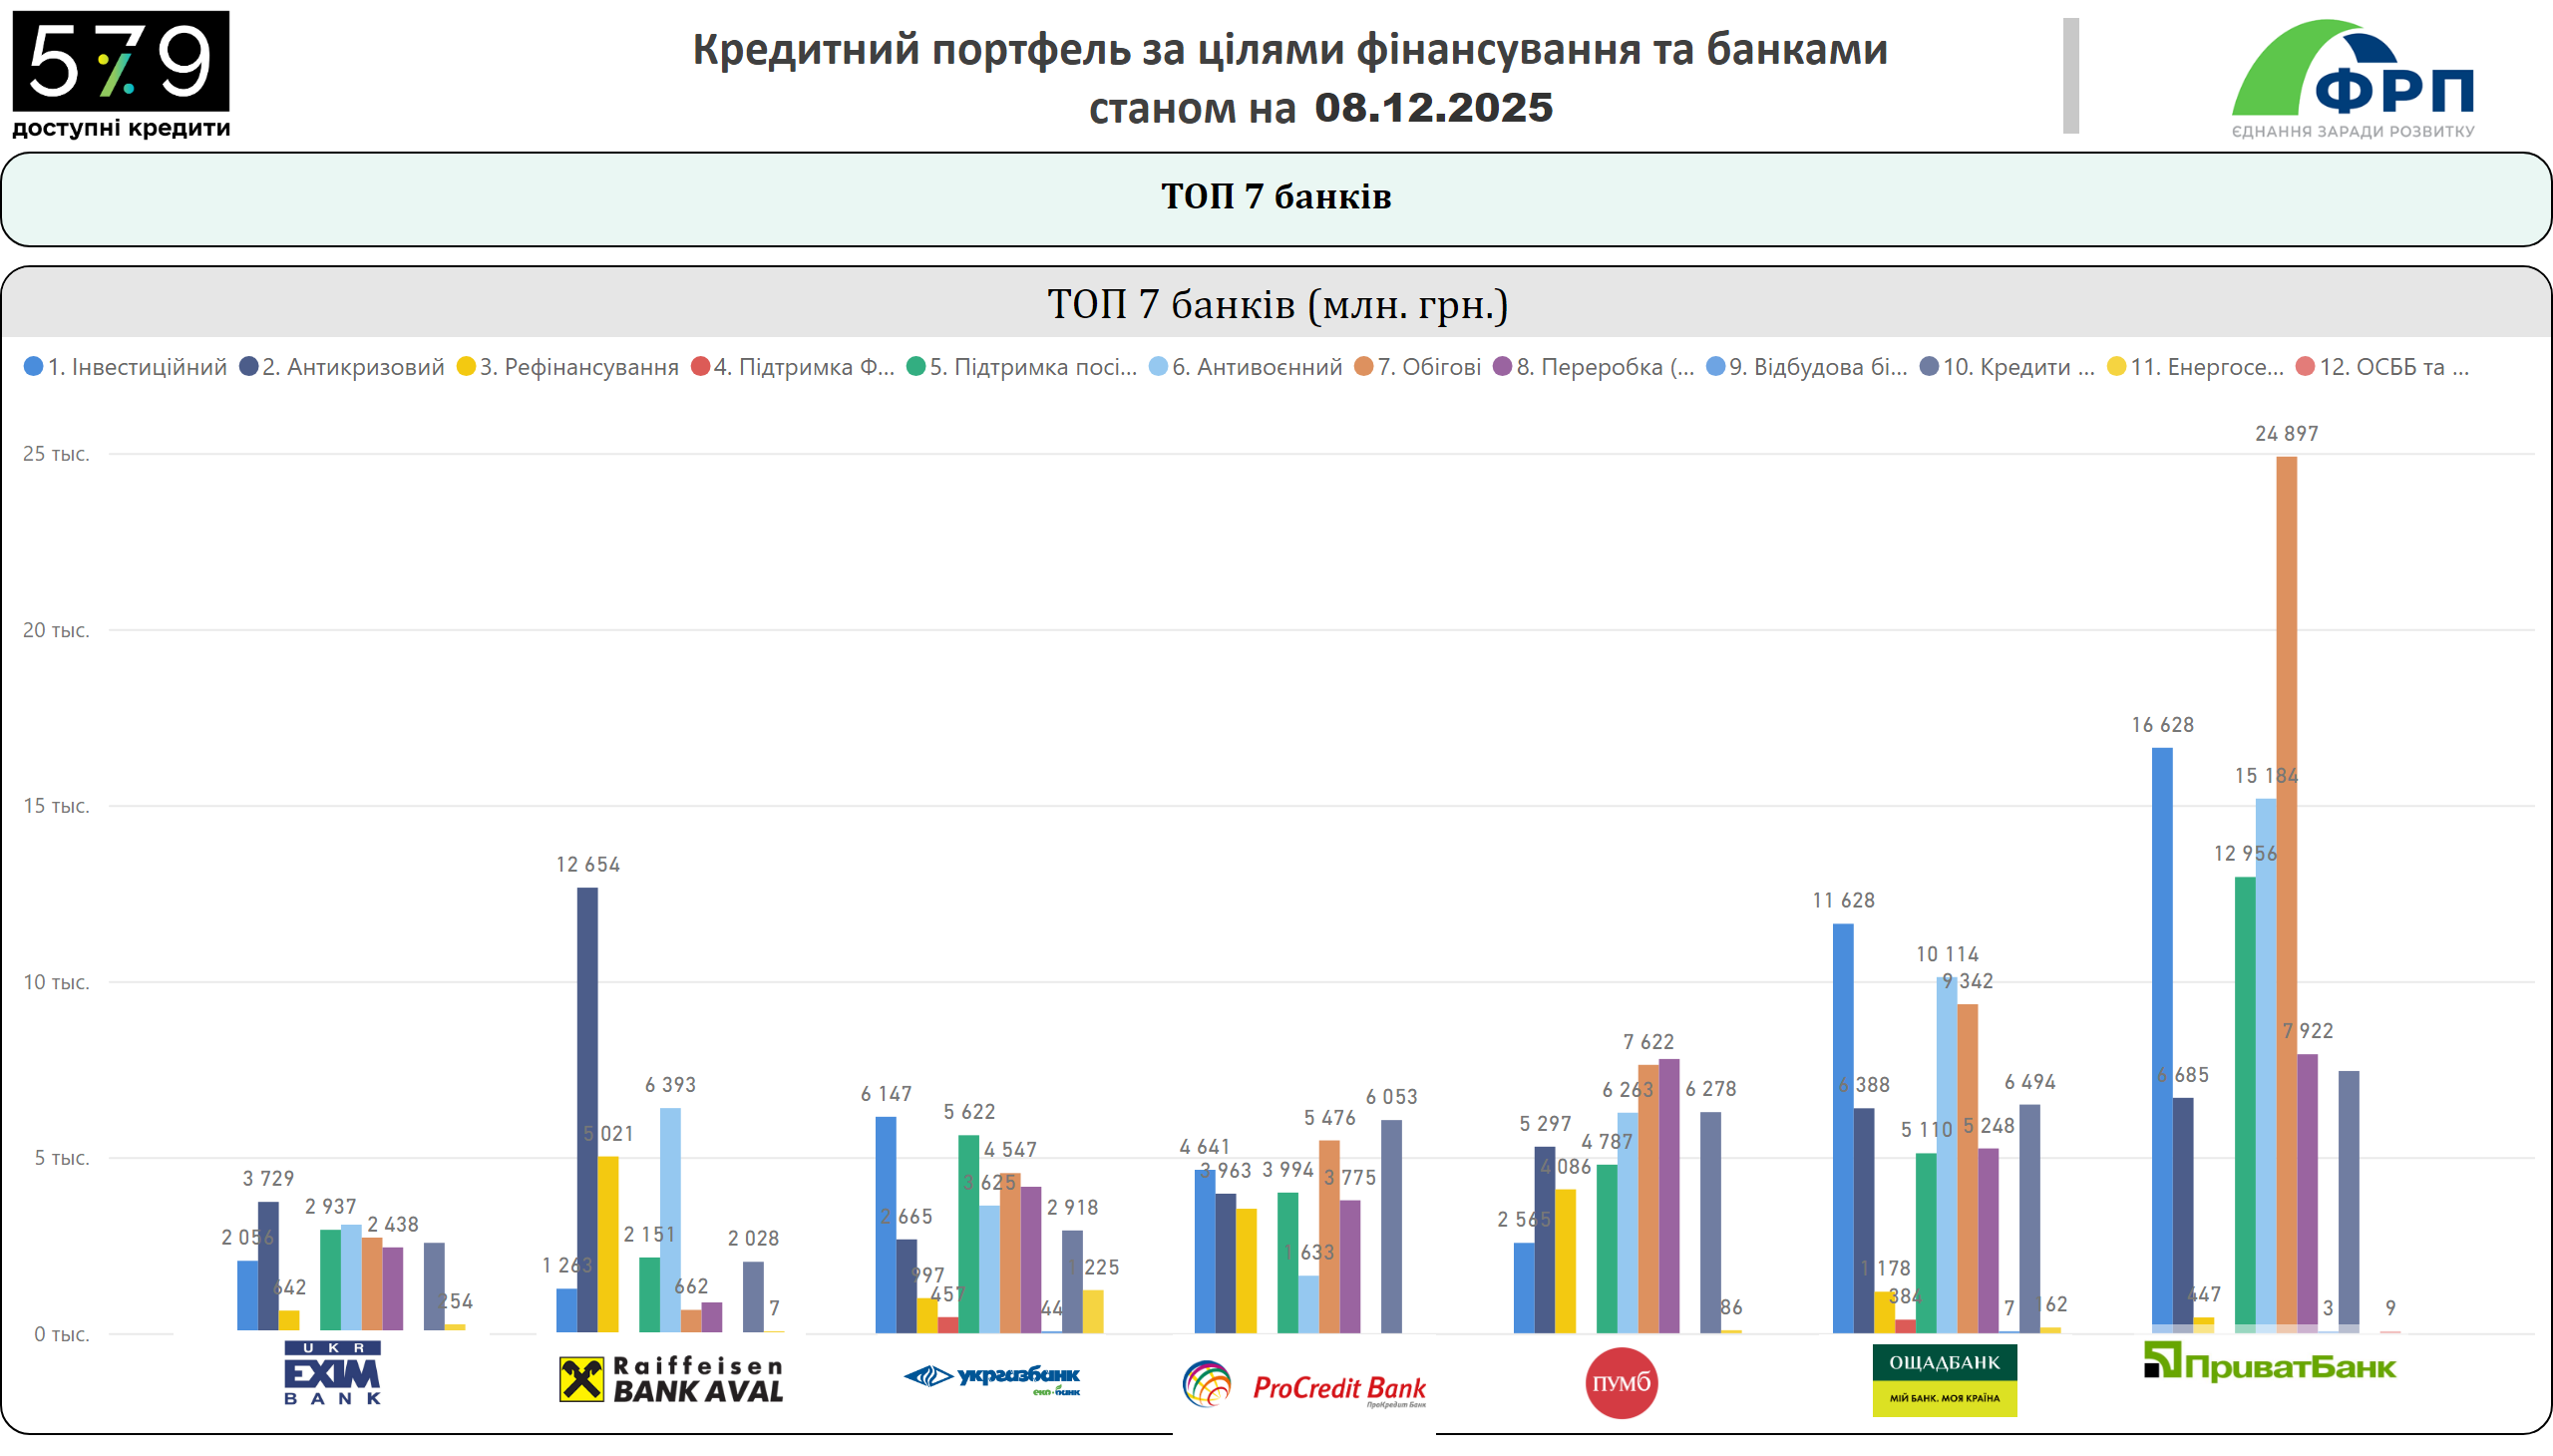 5%79
доступні кредити
Кредитний портфель за цілями фінансування та банками
станом на 08.12.2025
ФРП
ЄДНАННЯ ЗАРАДИ РОЗВИТКУ
ТОП 7 банків
ТОП 7 банків (млн. грн.)
1. Інвестиційний 2. Антикризовий 3. Рефінансування 4. Підтримка Ф... 5. Підтримка посі... 6. Антивоєнний 7. Обігові 8. Переробка (... 9. Відбудова бі... 10. Кредити ... 11. Енергосе... 12. ОСББ та ...
25 тыс.
20 тыс.
15 тыс.
10 тыс.
5 тыс.
0 тыс.
2 056
3 729
642
2 937
2 438
254
1 263
12 654
5 021
2 151
6 393
662
2 028
7
6 147
2 665
997
457
5 622
3 625
4 547
44
2 918
1 225
4 641
3 963
3 994
1 633
5 476
3 775
6 053
2 565
5 297
4 086
4 787
6 263
7 622
6 278
86
11 628
6 388
1 178
384
5 110
10 114
9 342
5 248
7
6 494
162
16 628
6 685
447
12 956
15 184
24 897
7 922
3
9
UKR
EXIM
BANK
Raiffeisen
BANK AVAL
укргазбанк
еко-банк
ProCredit Bank
ПроКредит Банк
ПУМБ
ОЩАДБАНК
МІЙ БАНК. МОЯ КРАЇНА
ПриватБанк